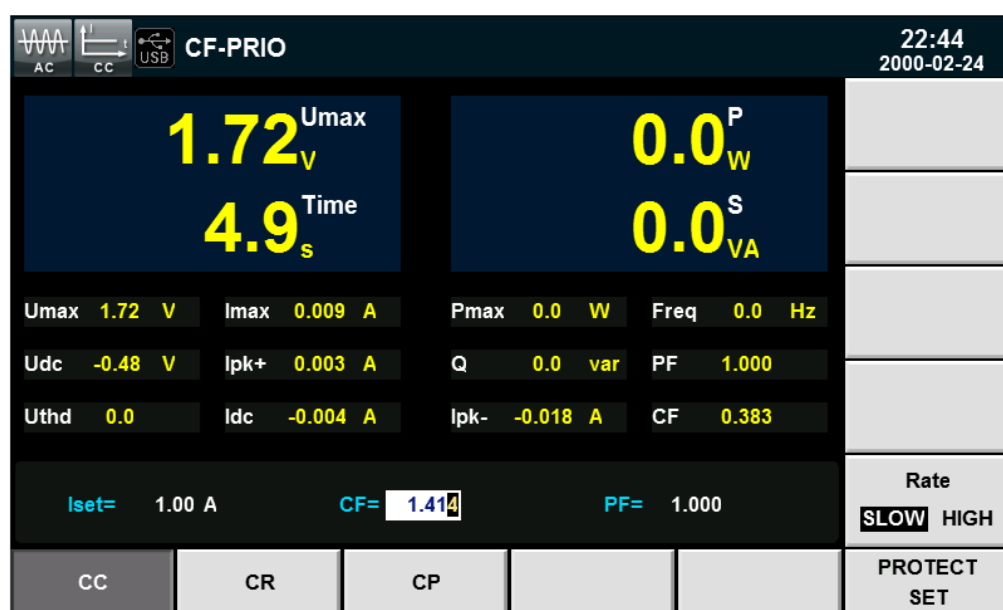 AC CC t USB CF-PRIO 22:44
2000-02-24
1.72 Umax V 0.0 P W
4.9 Time s 0.0 S VA
Umax 1.72 V Imax 0.009 A Pmax 0.0 W Freq 0.0 Hz
Udc -0.48 V Ipk+ 0.003 A Q 0.0 var PF 1.000
Uthd 0.0 Idc -0.004 A Ipk- -0.018 A CF 0.383
Iset= 1.00 A CF= 1.414 PF= 1.000
Rate
SLOW HIGH
CC CR CP PROTECT
SET